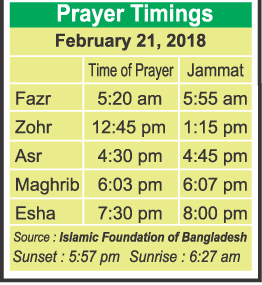 Prayer Timings
February 21, 2018
Time of Prayer Jammat
Fazr 5:20 am 5:55 am
Zohr 12:45 pm 1:15 pm
Asr 4:30 pm 4:45 pm
Maghrib 6:03 pm 6:07 pm
Esha 7:30 pm 8:00 pm
Source : Islamic Foundation of Bangladesh
Sunset : 5:57 pm Sunrise : 6:27 am